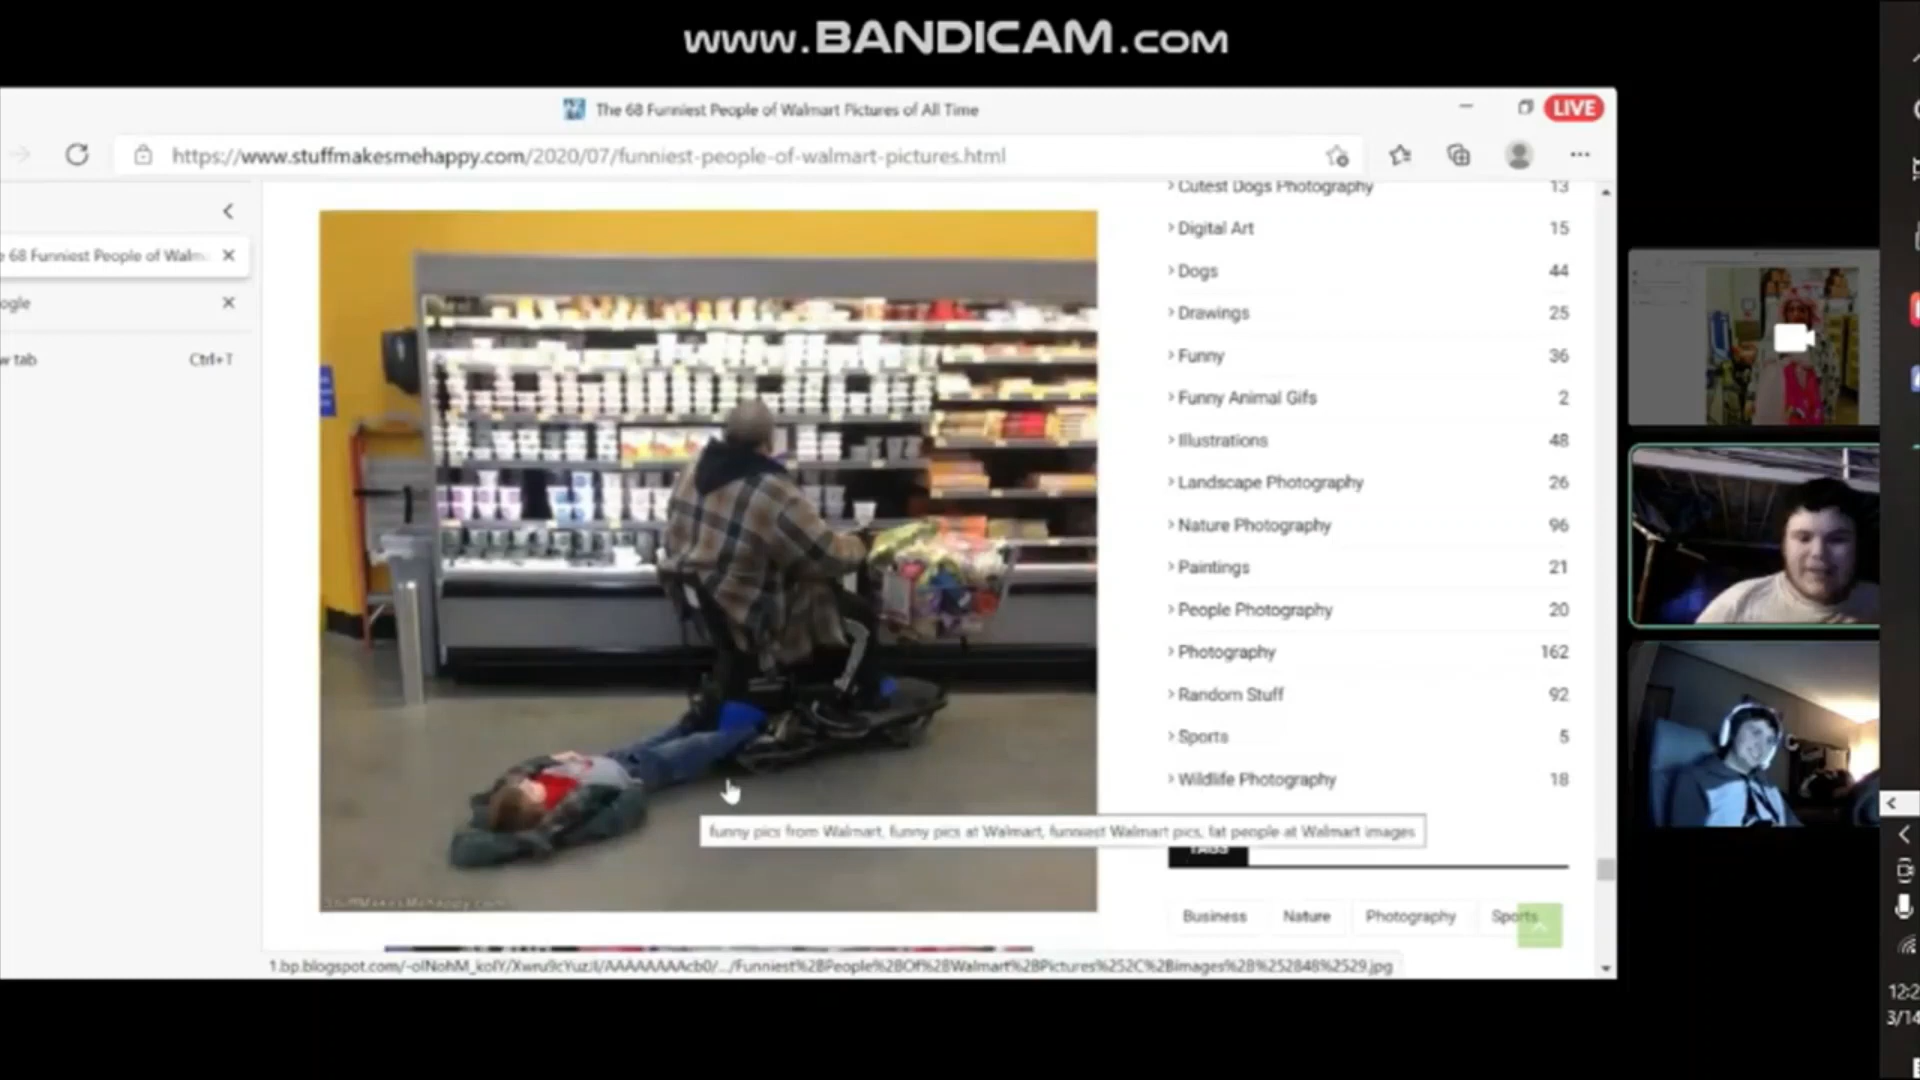 www.BANDICAM.com
The 68 Funniest People of Walmart Pictures of All Time
LIVE
https://www.stuffmakesmehappy.com/2020/07/funniest-people-of-walmart-pictures.html
68 Funniest People of Walm
ogle
w tab Ctrl+T
Cutest Dogs Photography 13
Digital Art 15
Dogs 44
Drawings 25
Funny 36
Funny Animal Gifs 2
Illustrations 48
Landscape Photography 26
Nature Photography 96
Paintings 21
People Photography 20
Photography 162
Random Stuff 92
Sports 5
Wildlife Photography 18
funny pics from Walmart, funny pics at Walmart, funniest Walmart pics, fat people at Walmart images
TAGS
Business Nature Photography Sports
StuffMakesMehappy.com
12:2
3/14